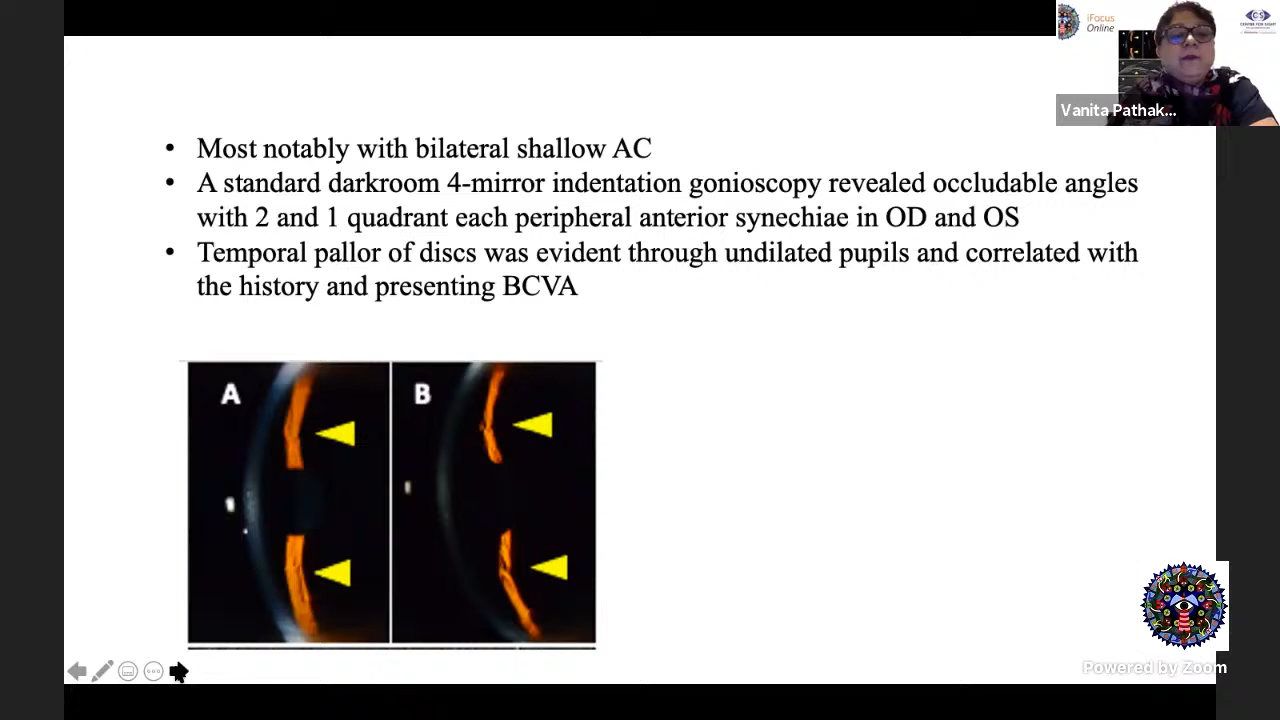 iFocus
Online
Vanita Pathak...
• Most notably with bilateral shallow AC
• A standard darkroom 4-mirror indentation gonioscopy revealed occludable angles
with 2 and 1 quadrant each peripheral anterior synechiae in OD and OS
• Temporal pallor of discs was evident through undilated pupils and correlated with
the history and presenting BCVA
A
B
Powered by Zoom